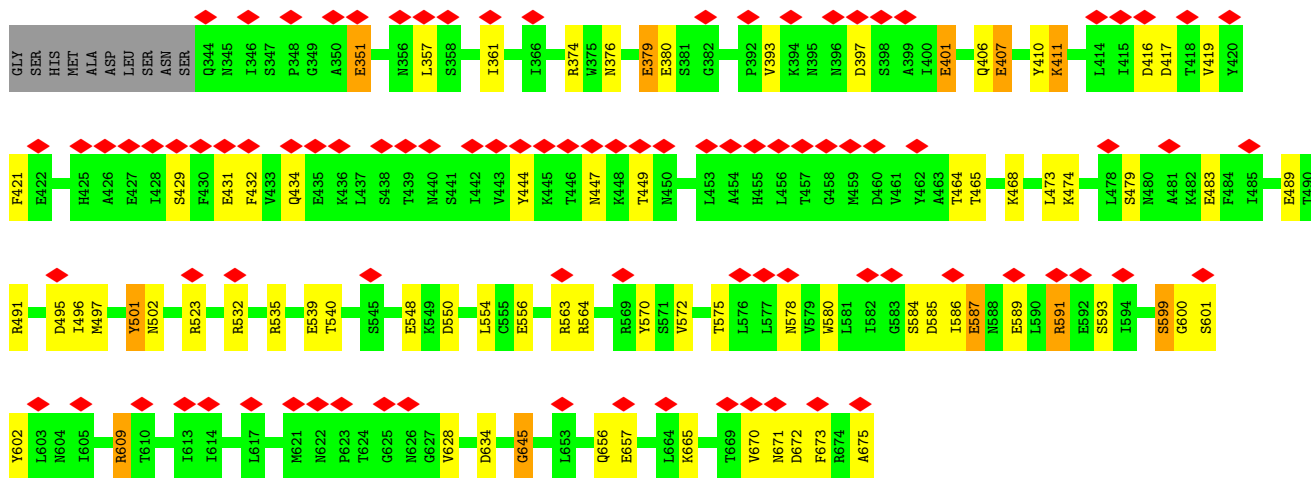 GLY SER HIS MET ALA ASP LEU SER ASN SER Q344 N345 I346 S347 P348 G349 A350 E351 N356 L357 S358 I361 I366 R374 W375 N376 E379 E380 S381 G382 P392 V393 K394 N395 N396 D397 S398 A399 I400 E401 Q406 E407 Y410 K411 L414 I415 D416 D417 T418 V419 Y420
F421 E422 H425 A426 E427 I428 S429 F430 E431 F432 V433 Q434 E435 K436 L437 S438 T439 N440 S441 I442 V443 Y444 K445 T446 N447 K448 T449 N450 L453 A454 H455 L456 T457 G458 M459 D460 V461 Y462 A463 T464 T465 K468 L473 K474 L478 S479 N480 A481 K482 E483 F484 I485 E489 T490
R491 D495 I496 M497 Y501 N502 R523 R532 R535 E539 T540 S545 E548 K549 D550 L554 C555 E556 R563 R564 R569 Y570 S571 V572 T575 L576 L577 N578 V579 W580 L581 I582 G583 S584 D585 I586 E587 N588 E589 L590 R591 E592 S593 I594 S599 G600 S601
Y602 L603 N604 I605 R609 T610 I613 I614 L617 M621 N622 P623 T624 G625 N626 G627 V628 D634 G645 L653 Q656 E657 L664 K665 T669 V670 N671 D672 F673 R674 A675